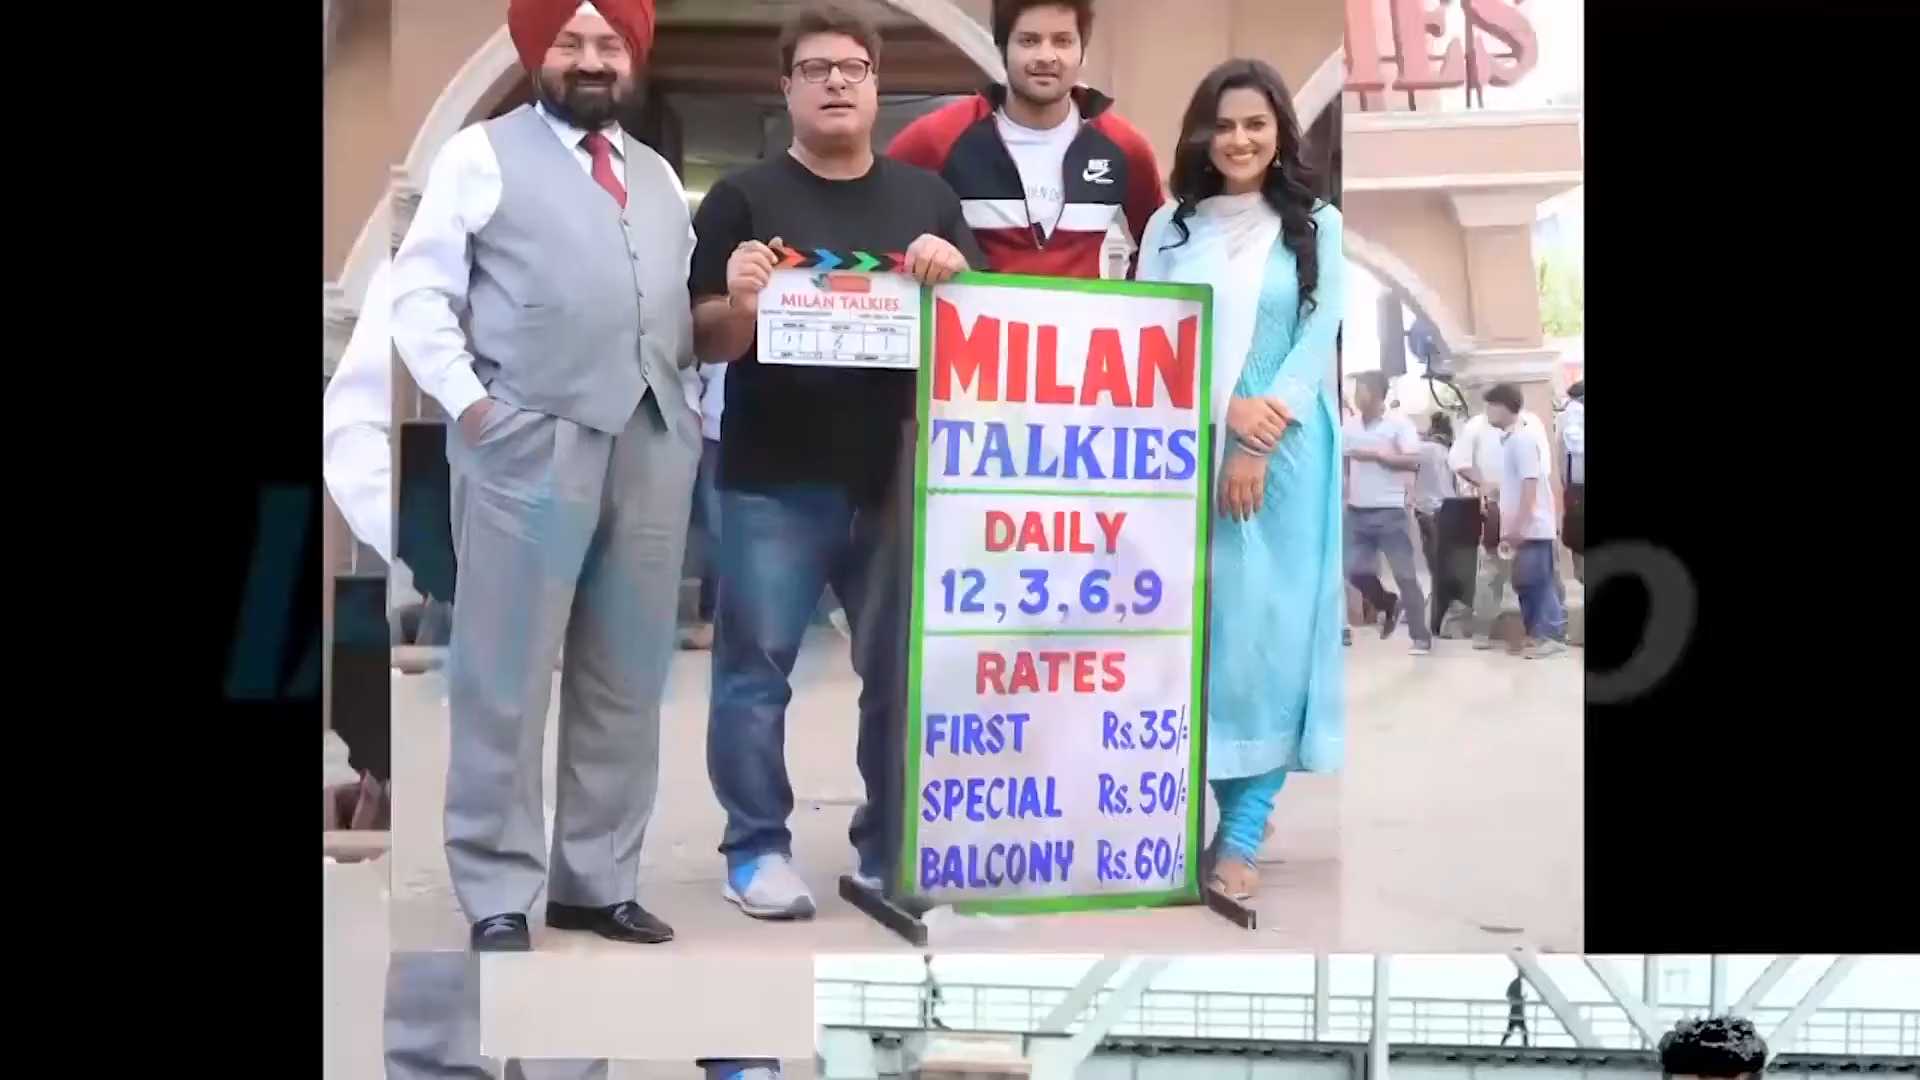 IES
NIKE
MILAN TALKIES
MILAN
TALKIES
DAILY
12, 3, 6, 9
RATES
FIRST Rs. 35/-
SPECIAL Rs. 50/-
BALCONY Rs. 60/-